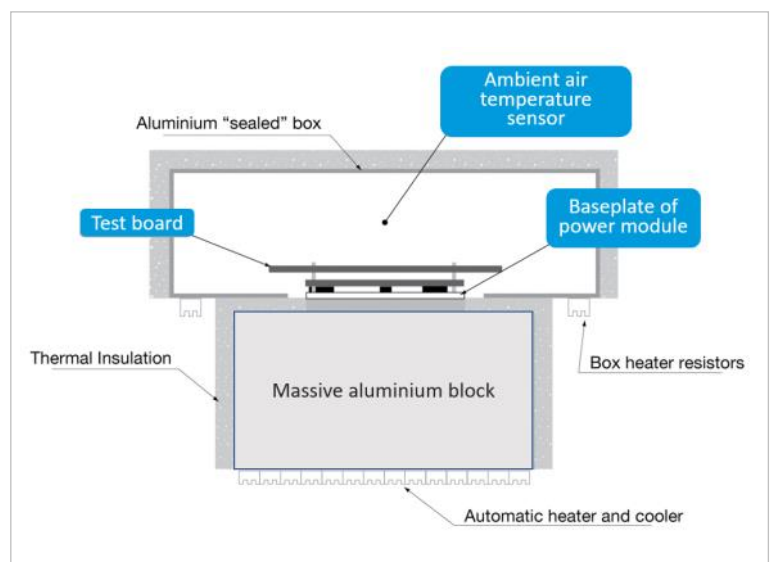 Ambient air
temperature
sensor
Aluminium “sealed” box
Test board
Baseplate of
power module
Thermal Insulation
Box heater resistors
Massive aluminium block
Automatic heater and cooler